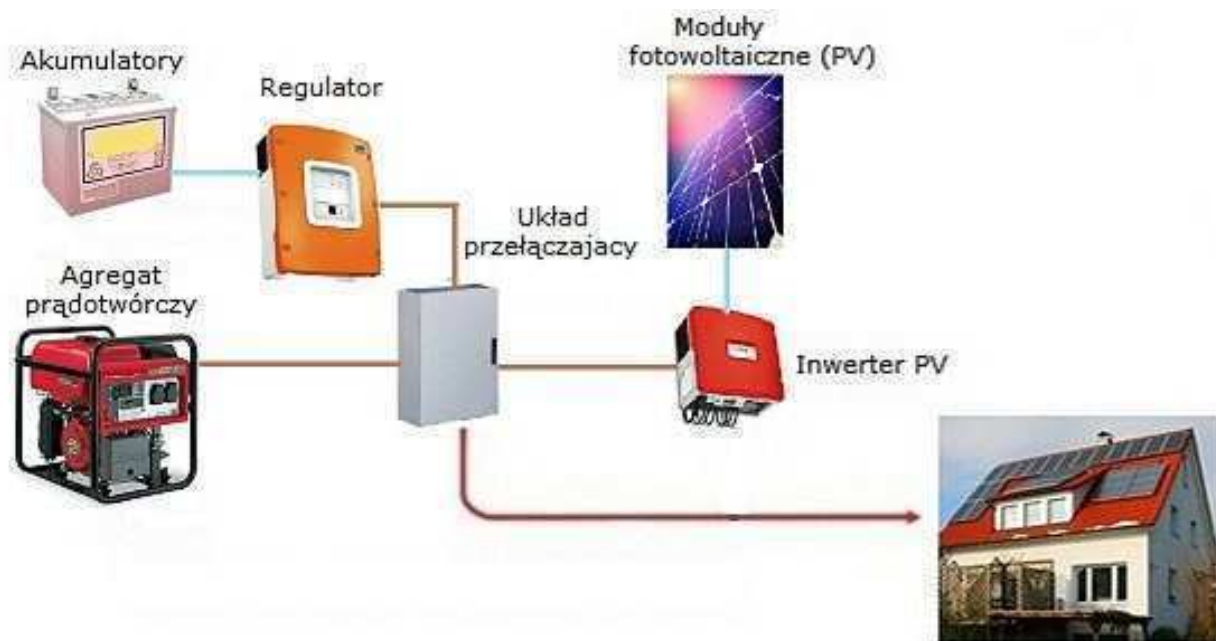 Akumulatory
Regulator
Moduły
fotowoltaiczne (PV)
Układ
przełączajacy
Agregat
prądotwórczy
Inwerter PV